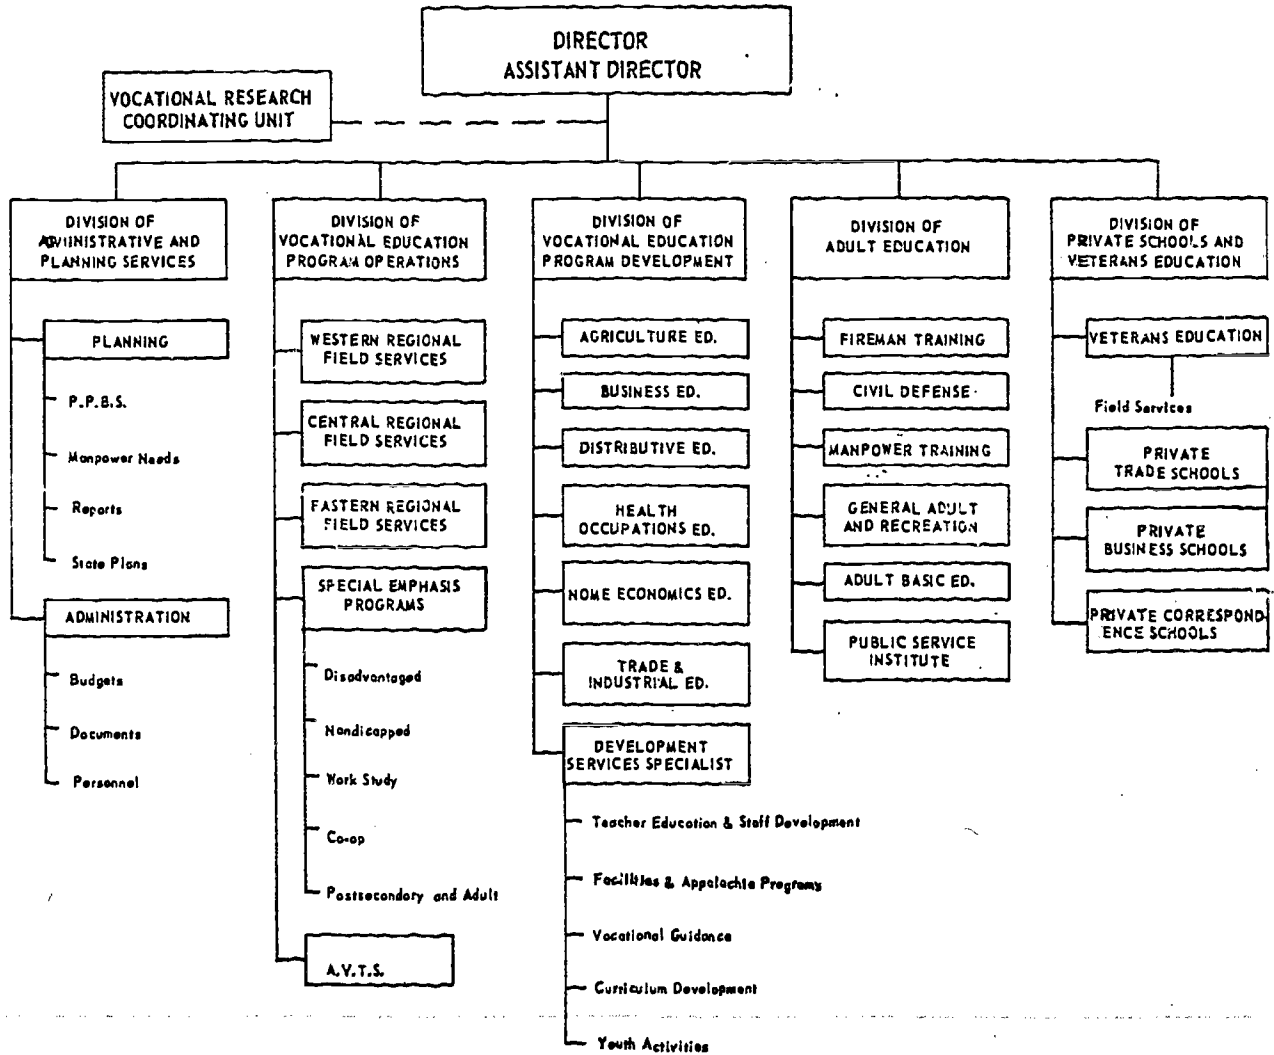 DIRECTOR
ASSISTANT DIRECTOR
VOCATIONAL RESEARCH
COORDINATING UNIT
DIVISION OF
ADMINISTRATIVE AND
PLANNING SERVICES
PLANNING
P.P.B.S.
Manpower Needs
Reports
State Plans
ADMINISTRATION
Budgets
Documents
Personnel
DIVISION OF
VOCATIONAL EDUCATION
PROGRAM OPERATIONS
WESTERN REGIONAL
FIELD SERVICES
CENTRAL REGIONAL
FIELD SERVICES
EASTERN REGIONAL
FIELD SERVICES
SPECIAL EMPHASIS
PROGRAMS
Disadvantaged
Handicapped
Work Study
Co-op
Postsecondary and Adult
A.V.T.S.
DIVISION OF
VOCATIONAL EDUCATION
PROGRAM DEVELOPMENT
AGRICULTURE ED.
BUSINESS ED.
DISTRIBUTIVE ED.
HEALTH
OCCUPATIONS ED.
HOME ECONOMICS ED.
TRADE &
INDUSTRIAL ED.
DEVELOPMENT
SERVICES SPECIALIST
Teacher Education & Staff Development
Facilities & Appalachia Programs
Vocational Guidance
Curriculum Development
Youth Activities
DIVISION OF
ADULT EDUCATION
FIREMAN TRAINING
CIVIL DEFENSE
MANPOWER TRAINING
GENERAL ADULT
AND RECREATION
ADULT BASIC ED.
PUBLIC SERVICE
INSTITUTE
DIVISION OF
PRIVATE SCHOOLS AND
VETERANS EDUCATION
VETERANS EDUCATION
Field Services
PRIVATE
TRADE SCHOOLS
PRIVATE
BUSINESS SCHOOLS
PRIVATE CORRESPOND-
ENCE SCHOOLS